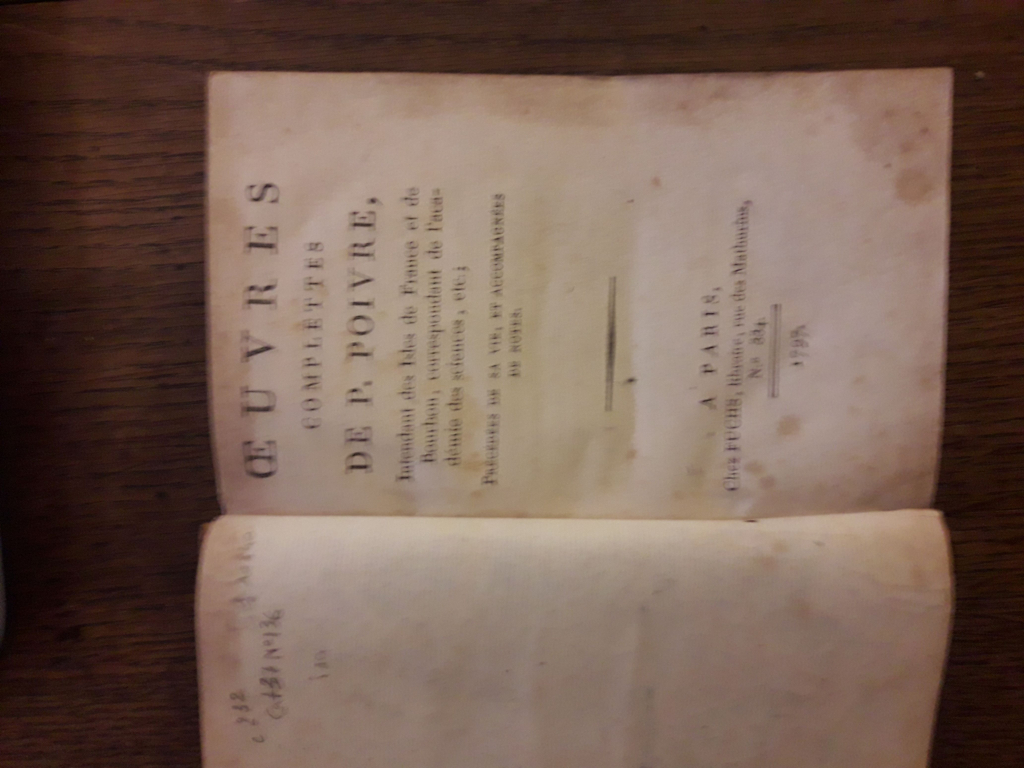 ŒUVRES
COMPLETTES
DE P. POIVRE,
Intendant des Isles de France et de
Bourbon, correspondant de l'aca-
démie des sciences, etc;
PRÉCÉDÉES DE SA VIE, ET ACCOMPAGNÉES
DE NOTES.
A PARIS,
Chez FUCHS, libraire, rue des Mathurins,
N.º 334.
1797.
N°136